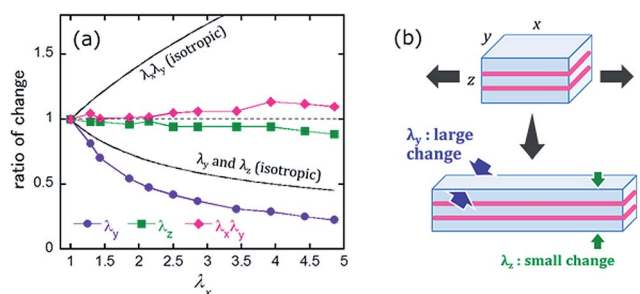 (a)
λxλy (isotropic)
λy and λz (isotropic)
λy λz λxλy
ratio of change
1.5
1
0.5
0
1 1.5 2 2.5 3 3.5 4 4.5 5
λx
(b)
x
y
z
λy : large
change
λz : small change